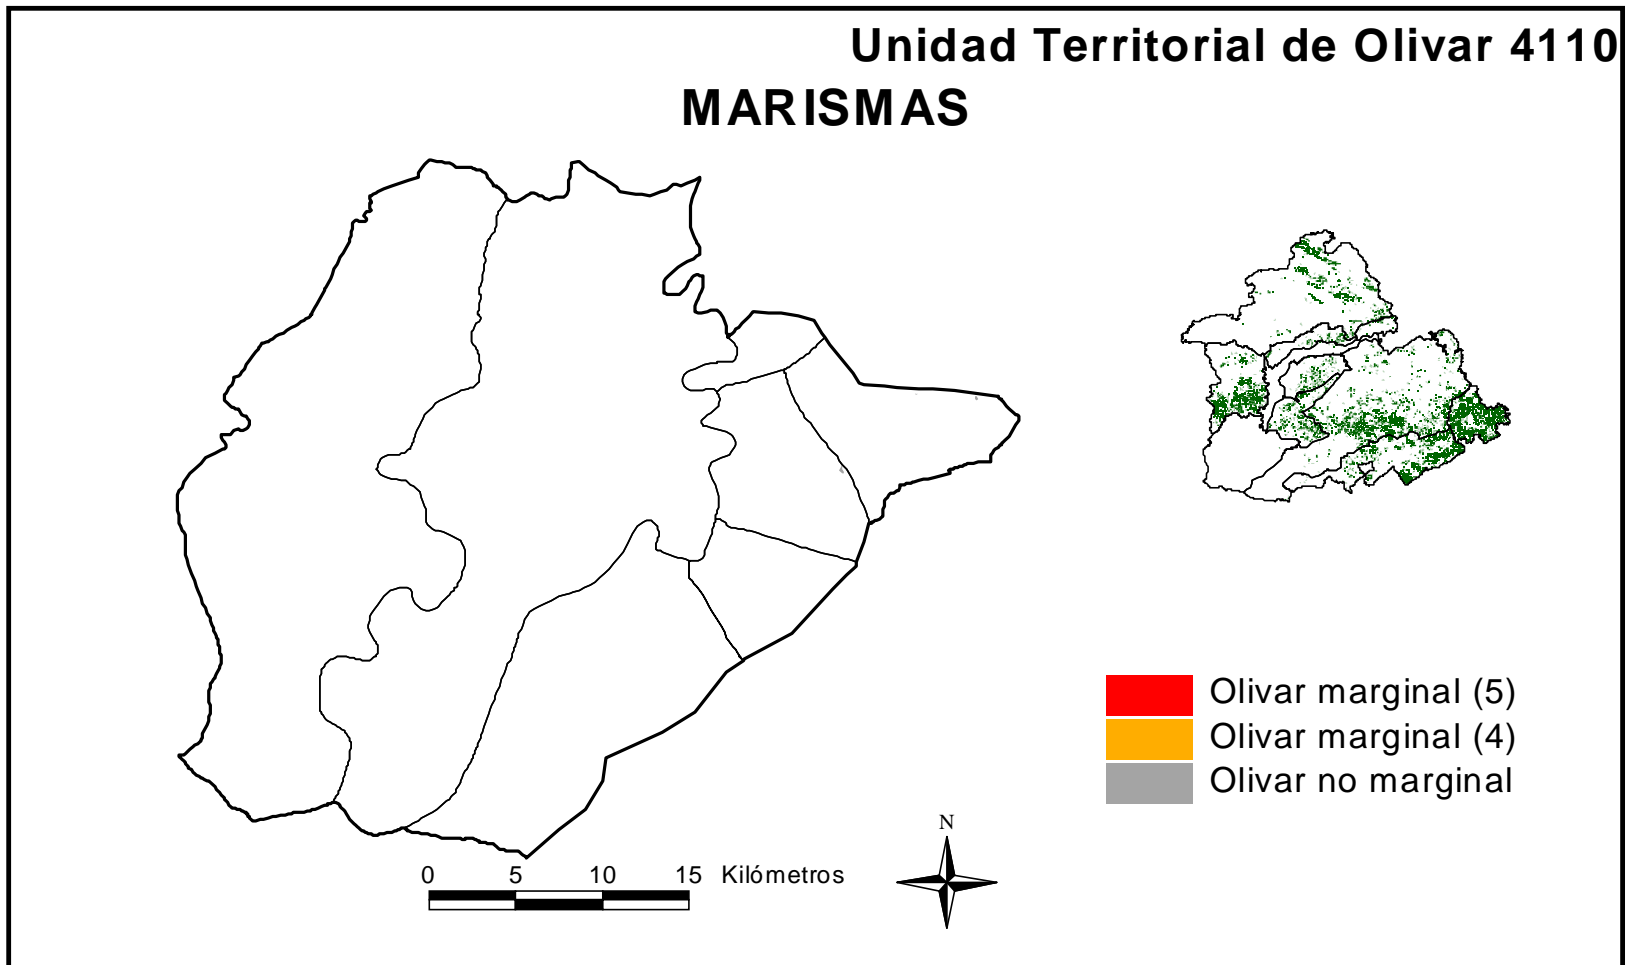 Unidad Territorial de Olivar 4110
MARISMAS
Olivar marginal (5)
Olivar marginal (4)
Olivar no marginal
N
0 5 10 15 Kilómetros